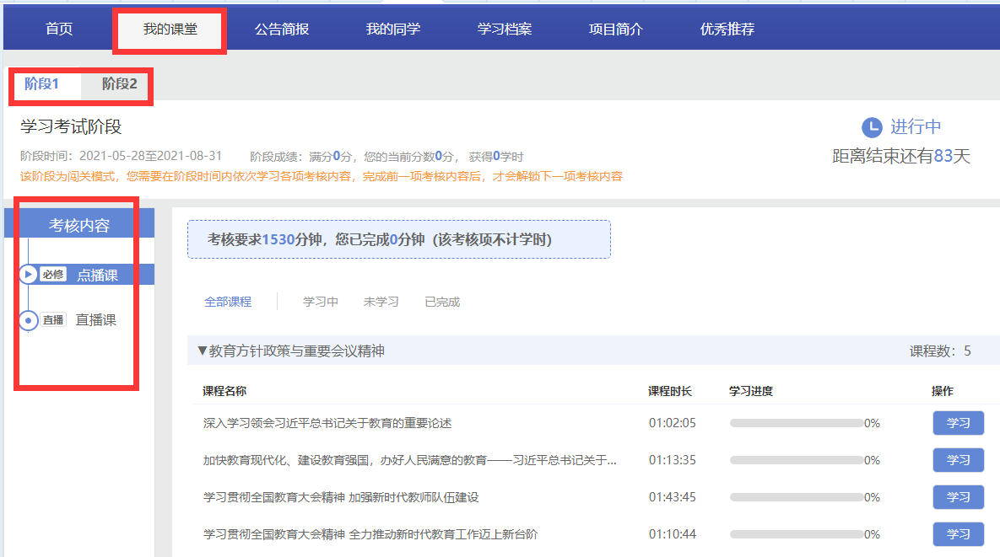 首页 我的课堂 公告简报 我的同学 学习档案 项目简介 优秀推荐
阶段1 阶段2
学习考试阶段
进行中
阶段时间：2021-05-28至2021-08-31 阶段成绩：满分0分，您的当前分数0分， 获得0学时
距离结束还有83天
该阶段为闯关模式，您需要在阶段时间内依次学习各项考核内容，完成前一项考核内容后，才会解锁下一项考核内容
考核内容
必修 点播课
直播 直播课
考核要求1530分钟，您已完成0分钟（该考核项不计学时）
全部课程 学习中 未学习 已完成
▼教育方针政策与重要会议精神 课程数：5
课程名称 课程时长 学习进度 操作
深入学习领会习近平总书记关于教育的重要论述 01:02:05 0% 学习
加快教育现代化、建设教育强国，办好人民满意的教育——习近平总书记关于... 01:13:35 0% 学习
学习贯彻全国教育大会精神 加强新时代教师队伍建设 01:43:45 0% 学习
学习贯彻全国教育大会精神 全力推动新时代教育工作迈上新台阶 01:10:44 0% 学习